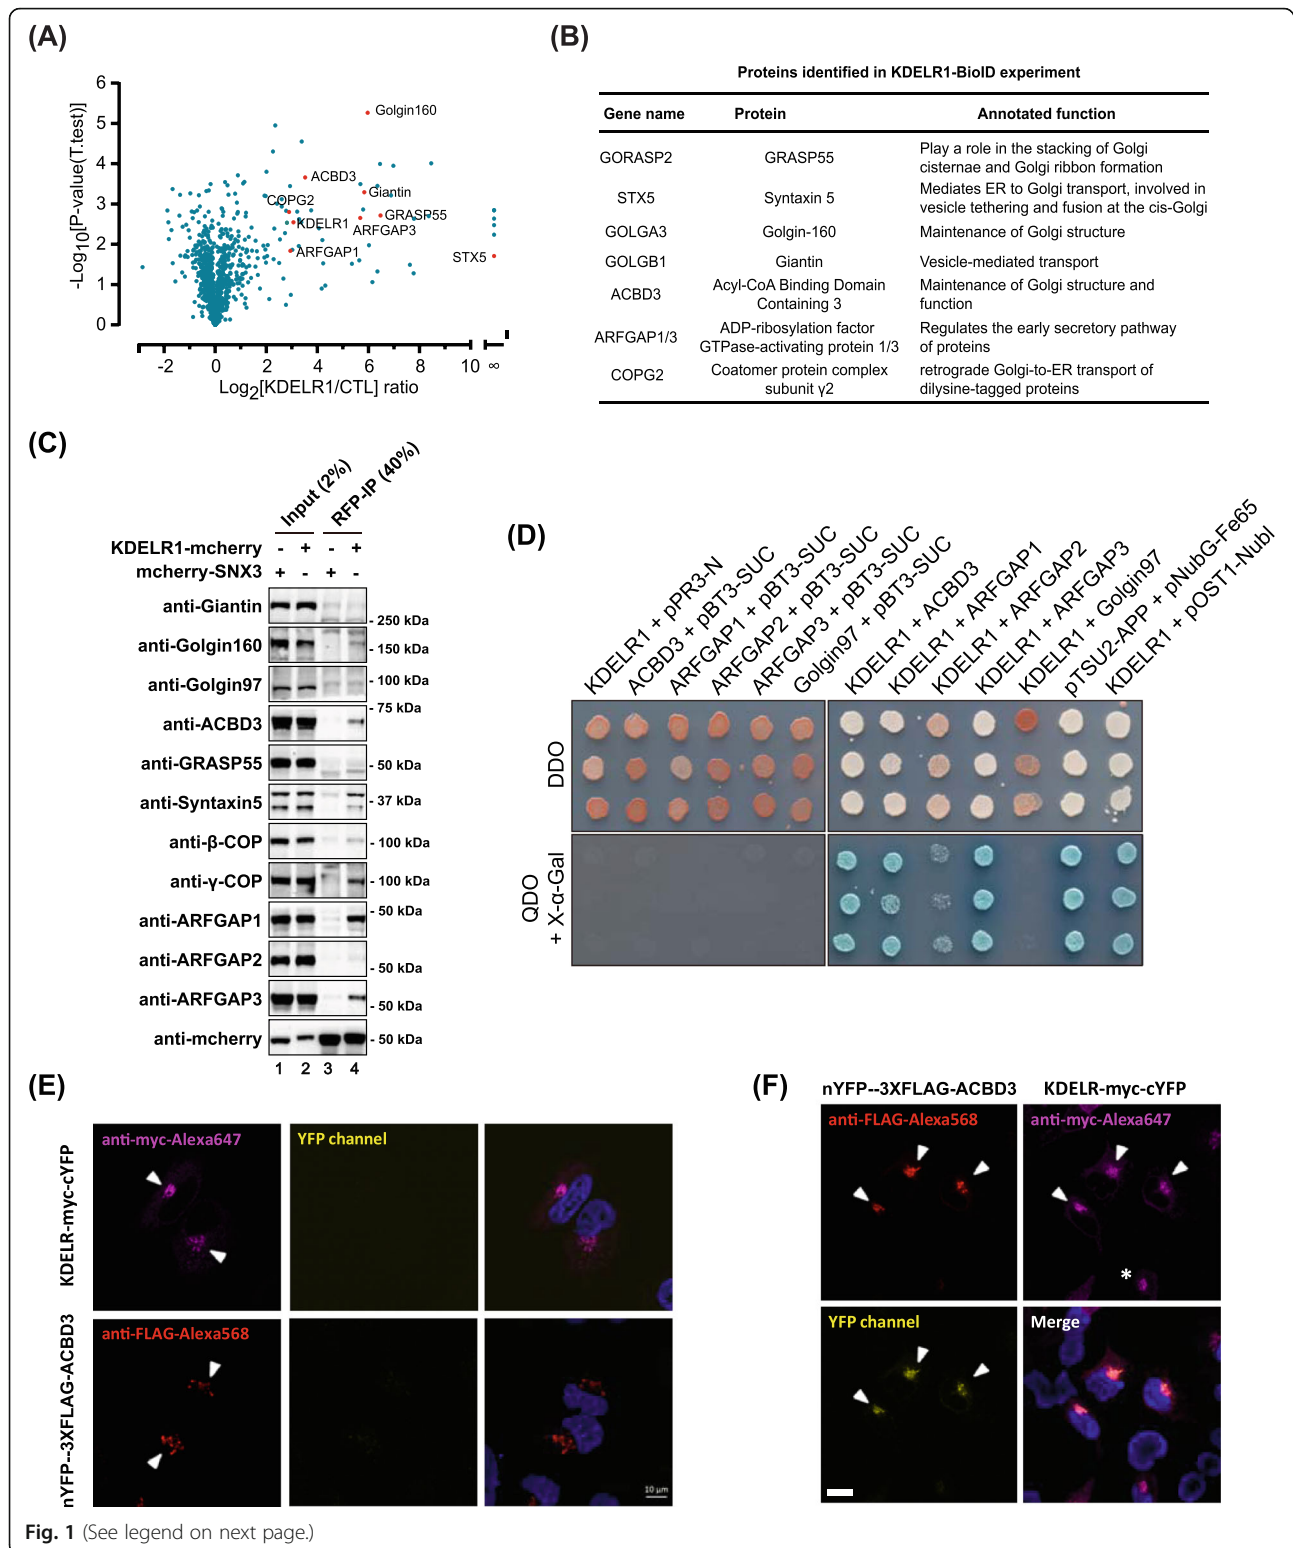 (A)
6
5
4
3
2
1
0
-Log10[P-value(T.test)]
Golgin160
ACBD3
Giantin
COPG2
KDELR1
GRASP55
ARFGAP3
ARFGAP1
STX5
-2 0 2 4 6 8 10 ∞
Log2[KDELR1/CTL] ratio
(B)
Proteins identified in KDELR1-BioID experiment
Gene name Protein Annotated function
GORASP2 GRASP55 Play a role in the stacking of Golgi
cisternae and Golgi ribbon formation
STX5 Syntaxin 5 Mediates ER to Golgi transport, involved in
vesicle tethering and fusion at the cis-Golgi
GOLGA3 Golgin-160 Maintenance of Golgi structure
GOLGB1 Giantin Vesicle-mediated transport
ACBD3 Acyl-CoA Binding Domain
Containing 3 Maintenance of Golgi structure and
function
ARFGAP1/3 ADP-ribosylation factor
GTPase-activating protein 1/3 Regulates the early secretory pathway
of proteins
COPG2 Coatomer protein complex
subunit γ2 retrograde Golgi-to-ER transport of
dilysine-tagged proteins
(C)
Input (2%)
RFP-IP (40%)
KDELR1-mcherry - + - +
mcherry-SNX3 + - + -
anti-Giantin - 250 kDa
anti-Golgin160 - 150 kDa
anti-Golgin97 - 100 kDa
anti-ACBD3 - 75 kDa
anti-GRASP55 - 50 kDa
anti-Syntaxin5 - 37 kDa
anti-β-COP - 100 kDa
anti-γ-COP - 100 kDa
anti-ARFGAP1 - 50 kDa
anti-ARFGAP2 - 50 kDa
anti-ARFGAP3 - 50 kDa
anti-mcherry - 50 kDa
1 2 3 4
(D)
KDELR1 + pPR3-N
ACBD3 + pBT3-SUC
ARFGAP1 + pBT3-SUC
ARFGAP2 + pBT3-SUC
ARFGAP3 + pBT3-SUC
Golgin97 + pBT3-SUC
KDELR1 + ACBD3
KDELR1 + ARFGAP1
KDELR1 + ARFGAP2
KDELR1 + ARFGAP3
KDELR1 + Golgin97
pTSU2-APP + pNubG-Fe65
KDELR1 + pOST1-NubI
DDO
QDO
+ X-α-Gal
(E)
KDELR-myc-cYFP
anti-myc-Alexa647
YFP channel
nYFP--3XFLAG-ACBD3
anti-FLAG-Alexa568
10 µm
(F)
nYFP--3XFLAG-ACBD3 KDELR-myc-cYFP
anti-FLAG-Alexa568
anti-myc-Alexa647
*
YFP channel
Merge
Fig. 1 (See legend on next page.)